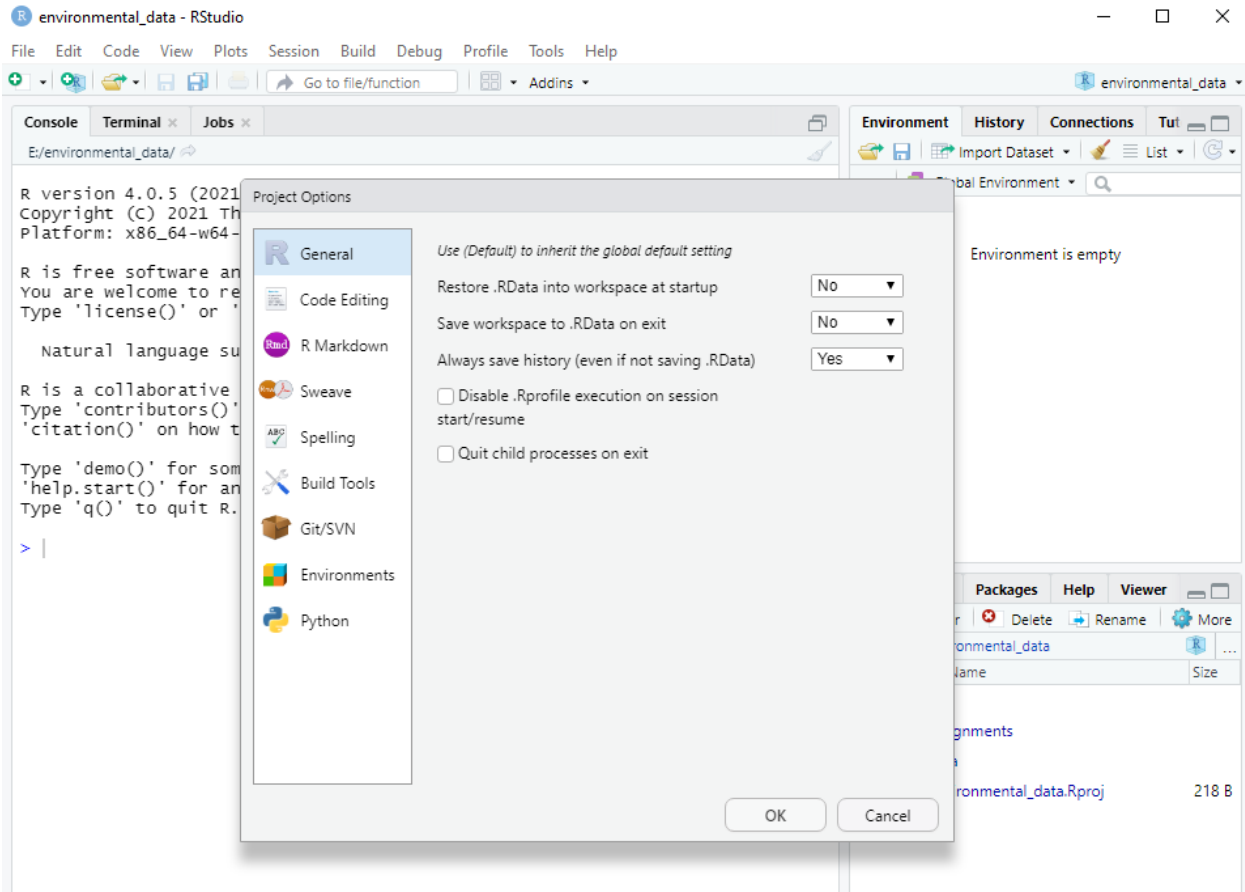 environmental_data - RStudio
File Edit Code View Plots Session Build Debug Profile Tools Help
Go to file/function Addins environmental_data
Console Terminal Jobs
E:/environmental_data/
R version 4.0.5 (2021
Copyright (C) 2021 Th
Platform: x86_64-w64-
R is free software an
You are welcome to re
Type 'license()' or '
Natural language su
R is a collaborative
Type 'contributors()'
'citation()' on how t
Type 'demo()' for som
'help.start()' for an
Type 'q()' to quit R.
>
Project Options
General
Code Editing
Rmd R Markdown
Sweave
ABC Spelling
Build Tools
Git/SVN
Environments
Python
Use (Default) to inherit the global default setting
Restore .RData into workspace at startup No
Save workspace to .RData on exit No
Always save history (even if not saving .RData) Yes
Disable .Rprofile execution on session
start/resume
Quit child processes on exit
OK Cancel
Environment History Connections Tut
Import Dataset List
bal Environment
Environment is empty
Packages Help Viewer
r Delete Rename More
onmental_data ...
Name Size
gnments
a
ronmental_data.Rproj 218 B